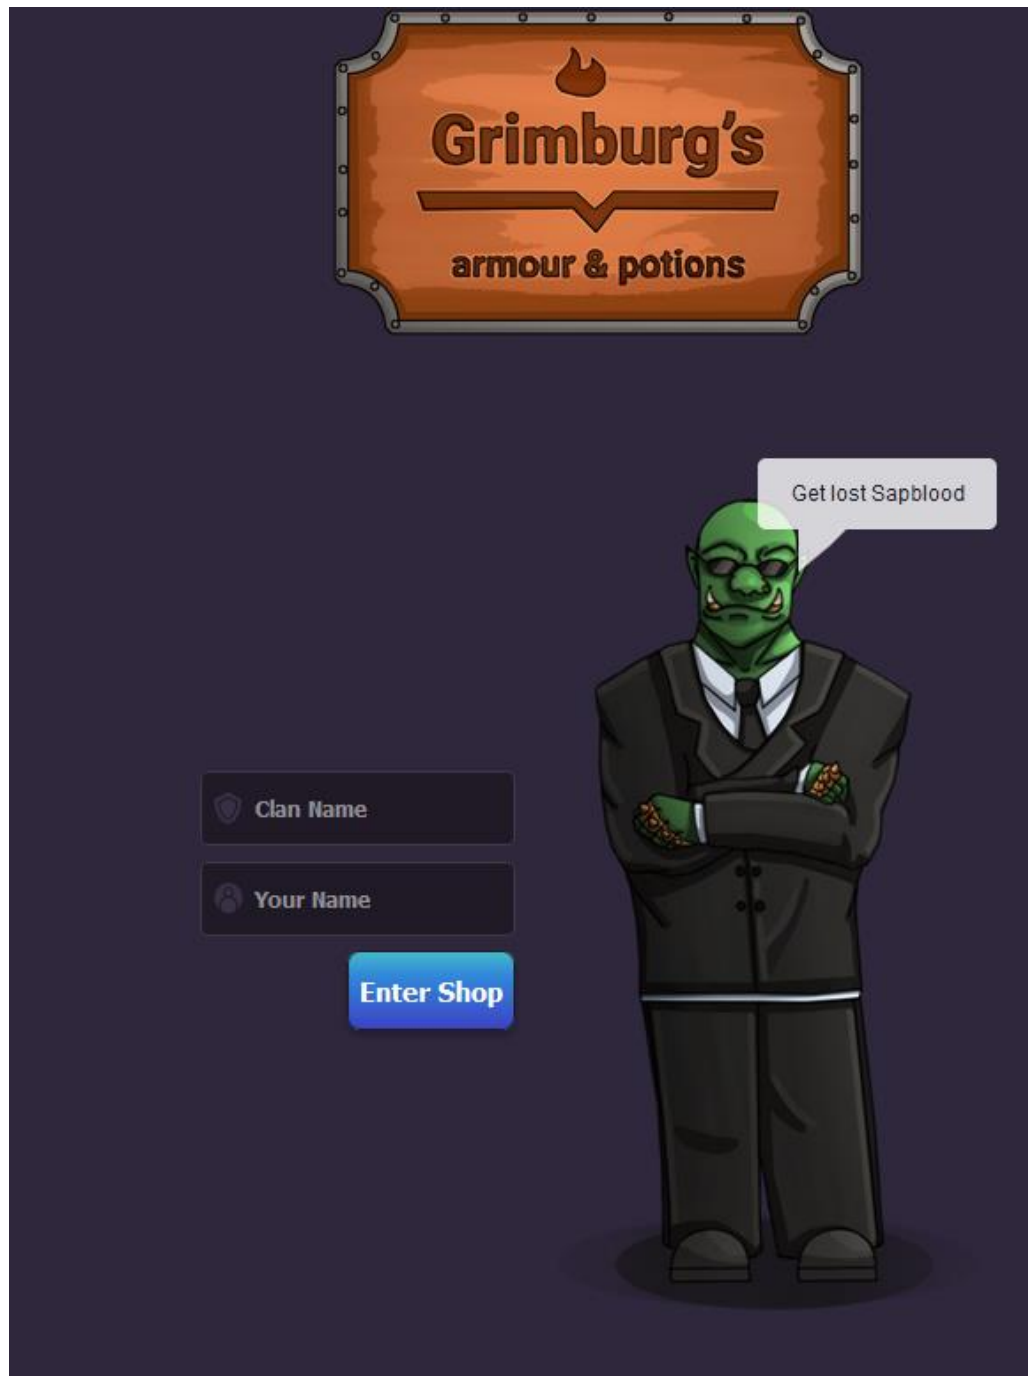 Grimburg's
armour & potions
Get lost Sapblood
Clan Name
Your Name
Enter Shop